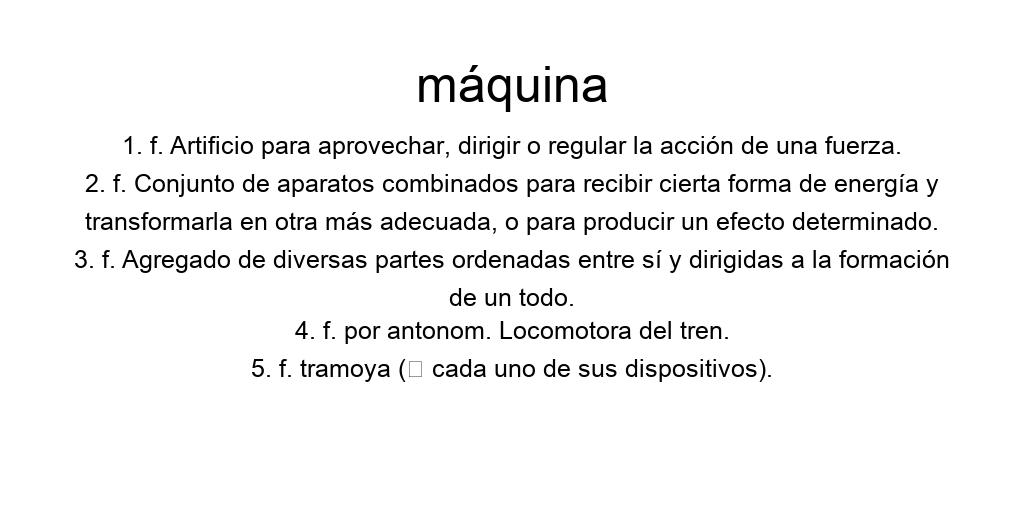 máquina
1. f. Artificio para aprovechar, dirigir o regular la acción de una fuerza.
2. f. Conjunto de aparatos combinados para recibir cierta forma de energía y
transformarla en otra más adecuada, o para producir un efecto determinado.
3. f. Agregado de diversas partes ordenadas entre sí y dirigidas a la formación
de un todo.
4. f. por antonom. Locomotora del tren.
5. f. tramoya (□ cada uno de sus dispositivos).